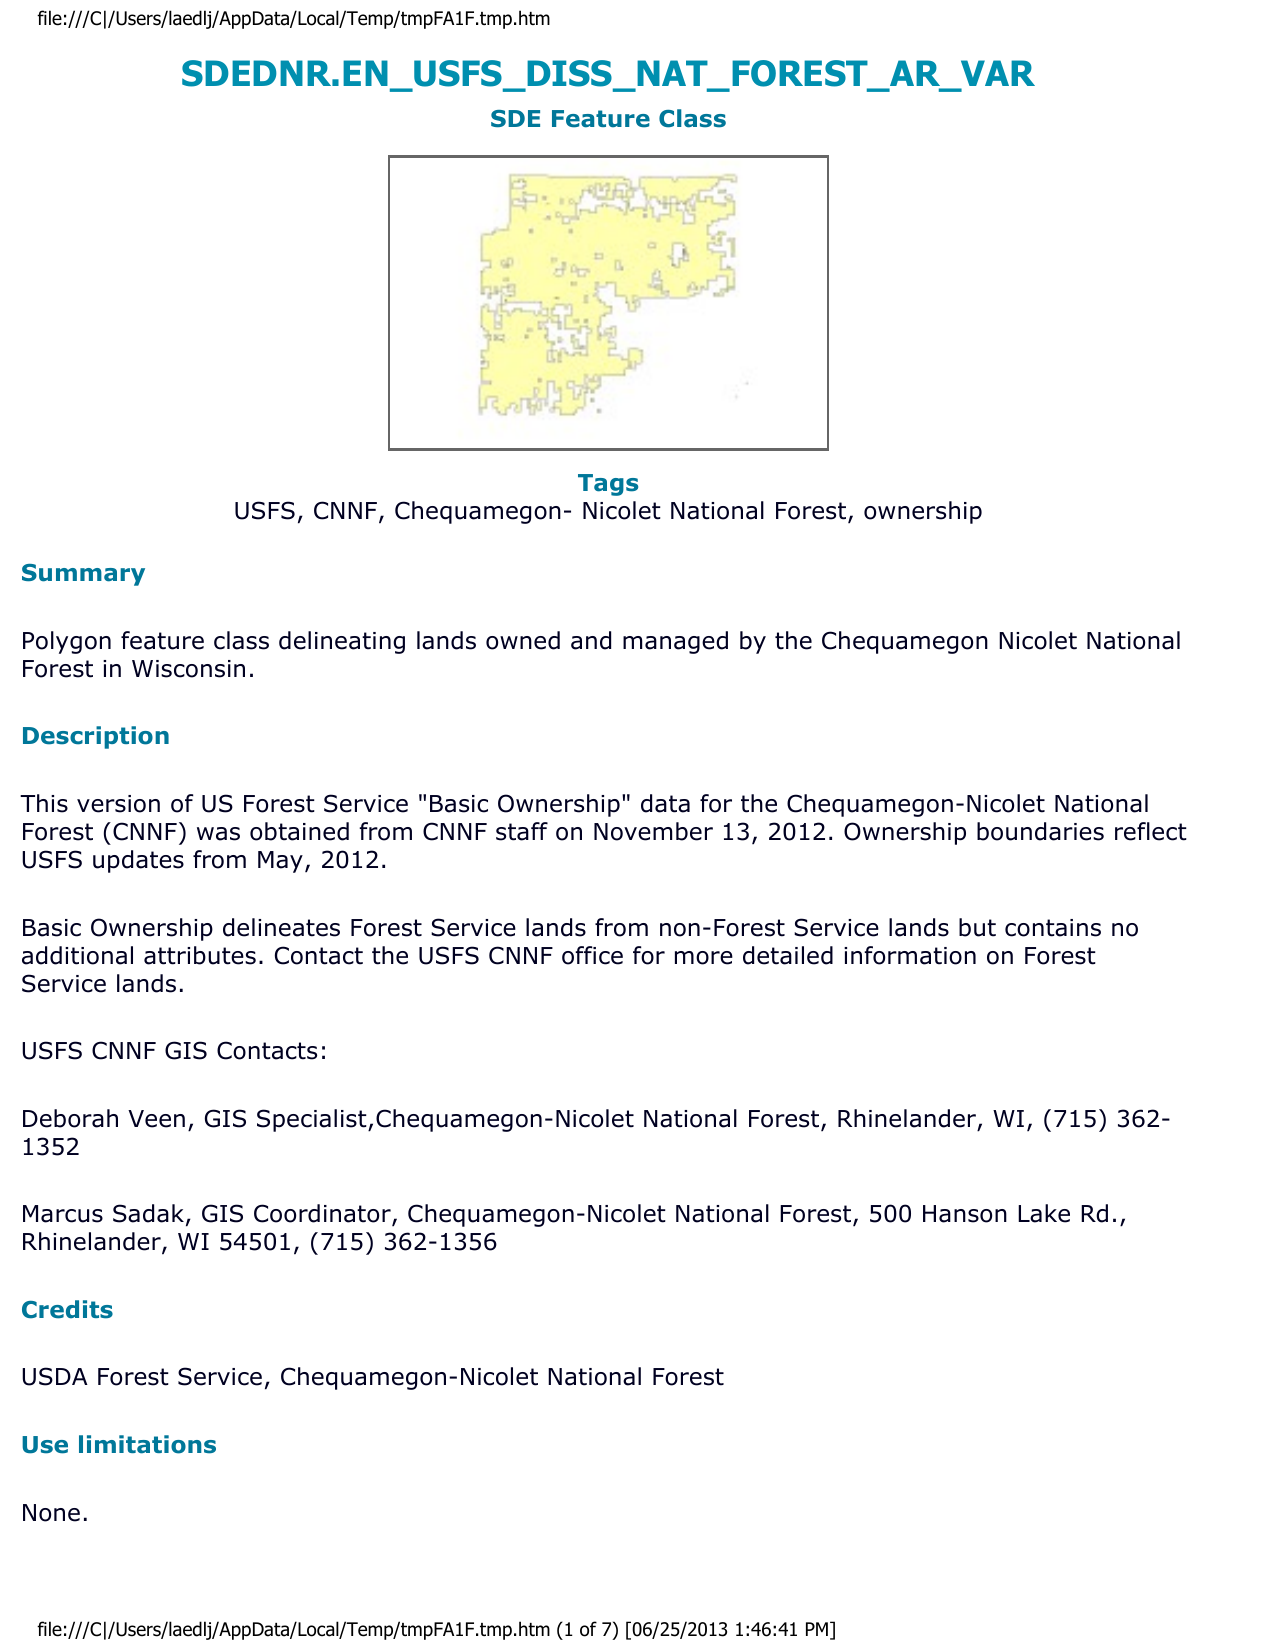 file:///C|/Users/laedlj/AppData/Local/Temp/tmpFA1F.tmp.htm
SDEDNR.EN_USFS_DISS_NAT_FOREST_AR_VAR
SDE Feature Class
Tags
USFS, CNNF, Chequamegon- Nicolet National Forest, ownership
Summary
Polygon feature class delineating lands owned and managed by the Chequamegon Nicolet National
Forest in Wisconsin.
Description
This version of US Forest Service "Basic Ownership" data for the Chequamegon-Nicolet National
Forest (CNNF) was obtained from CNNF staff on November 13, 2012. Ownership boundaries reflect
USFS updates from May, 2012.
Basic Ownership delineates Forest Service lands from non-Forest Service lands but contains no
additional attributes. Contact the USFS CNNF office for more detailed information on Forest
Service lands.
USFS CNNF GIS Contacts:
Deborah Veen, GIS Specialist,Chequamegon-Nicolet National Forest, Rhinelander, WI, (715) 362-
1352
Marcus Sadak, GIS Coordinator, Chequamegon-Nicolet National Forest, 500 Hanson Lake Rd.,
Rhinelander, WI 54501, (715) 362-1356
Credits
USDA Forest Service, Chequamegon-Nicolet National Forest
Use limitations
None.
file:///C|/Users/laedlj/AppData/Local/Temp/tmpFA1F.tmp.htm (1 of 7) [06/25/2013 1:46:41 PM]